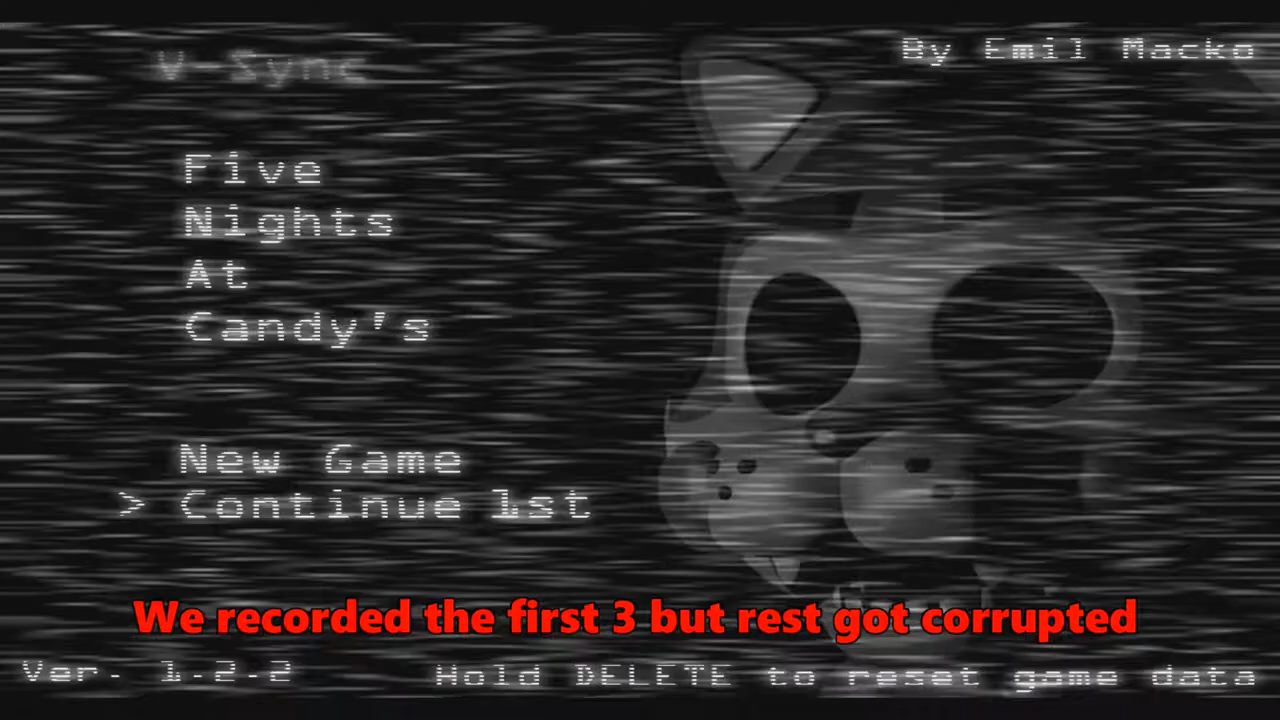 V-Sync
By Emil Macko
Five
Nights
At
Candy's
New Game
> Continue 1st
We recorded the first 3 but rest got corrupted
Ver. 1.2.2
Hold DELETE to reset game data